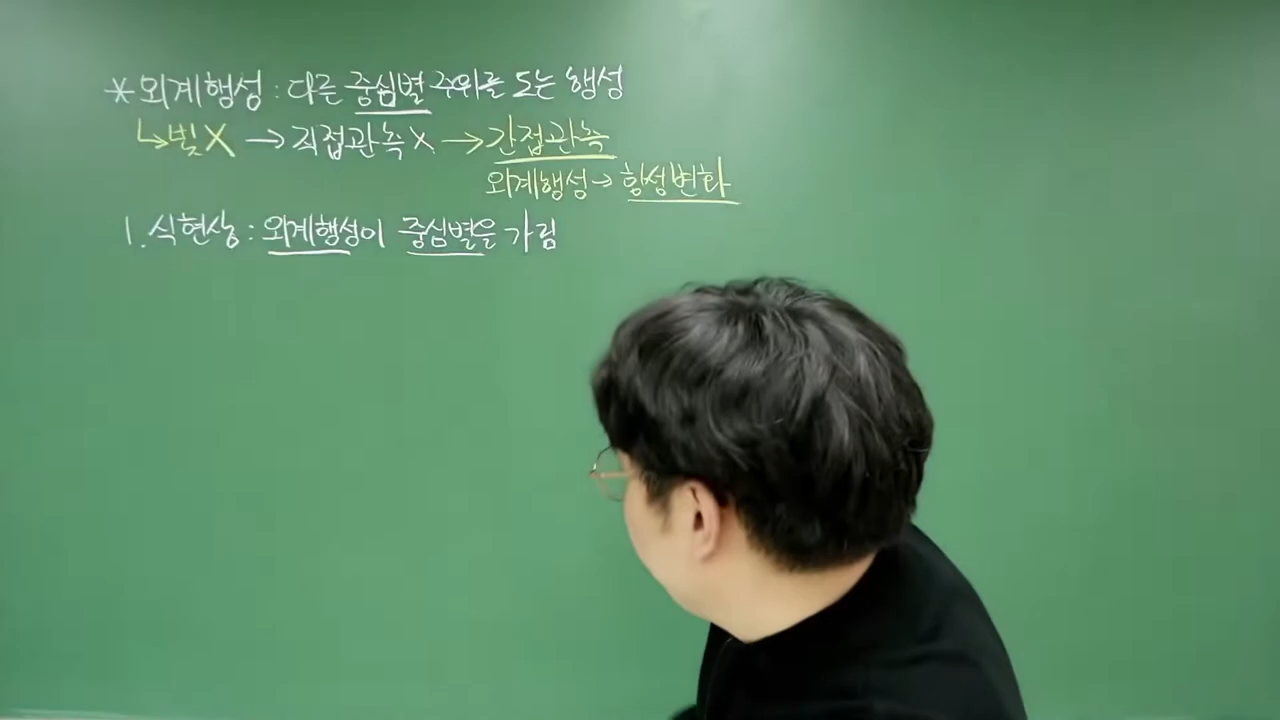 * 외계행성 : 다른 중심별 주위를 도는 행성
↳빛X → 직접관측X → 간접관측
외계행성→ 항성변화
1. 식현상 : 외계행성이 중심별을 가림